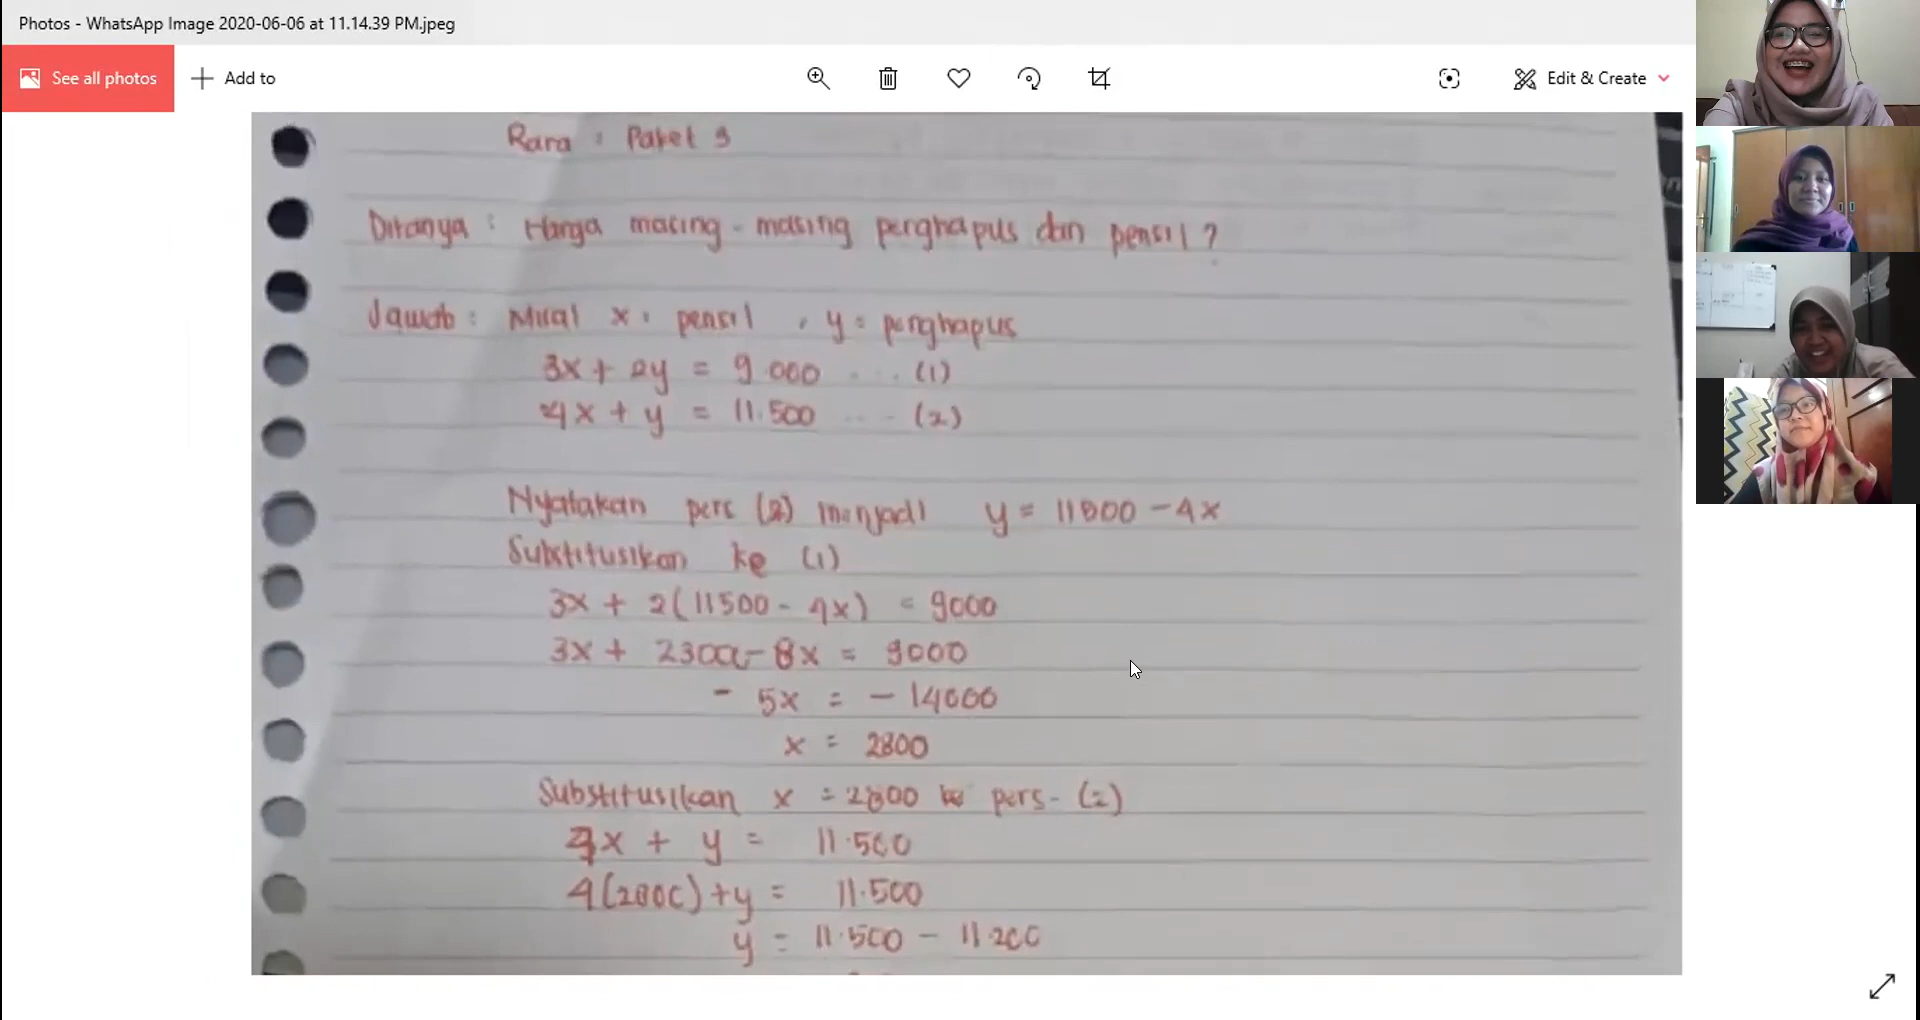 Photos - WhatsApp Image 2020-06-06 at 11.14.39 PM.jpeg
See all photos
Add to
Edit & Create
Rara : Paket 3
Ditanya : Harga masing - masing penghapus dan pensil ?
Jawab : Misal x = pensil , y = penghapus
3x + 2y = 9.000 ... (1)
4x + y = 11.500 ... (2)
Nyatakan pers (2) menjadi y = 11500 - 4x
Substitusikan ke (1)
3x + 2(11500 - 4x) = 9000
3x + 23000 - 8x = 9000
- 5x = - 14000
x = 2800
Substitusikan x = 2800 ke pers - (2)
4x + y = 11.500
4(2800) + y = 11.500
y = 11.500 - 11.200